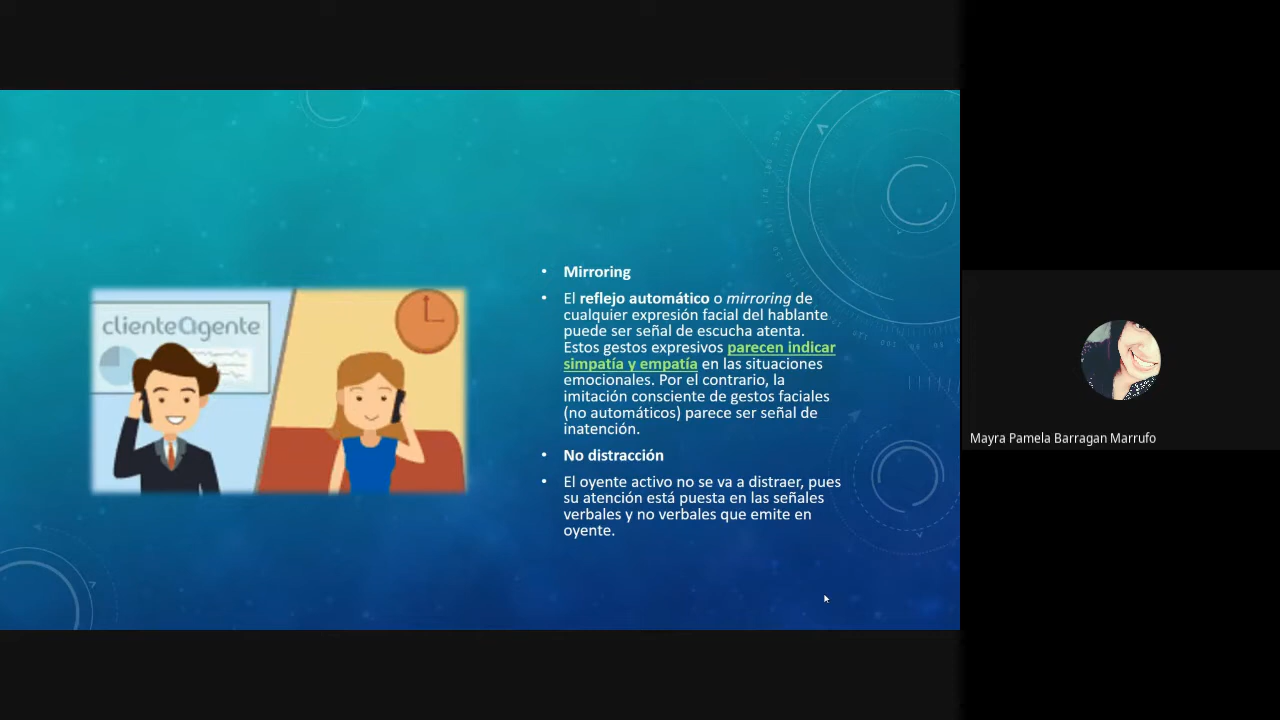 clienteagente
Mirroring
El reflejo automático o mirroring de
cualquier expresión facial del hablante
puede ser señal de escucha atenta.
Estos gestos expresivos parecen indicar
simpatía y empatía en las situaciones
emocionales. Por el contrario, la
imitación consciente de gestos faciales
(no automáticos) parece ser señal de
inatención.
No distracción
El oyente activo no se va a distraer, pues
su atención está puesta en las señales
verbales y no verbales que emite en
oyente.
Mayra Pamela Barragan Marrufo